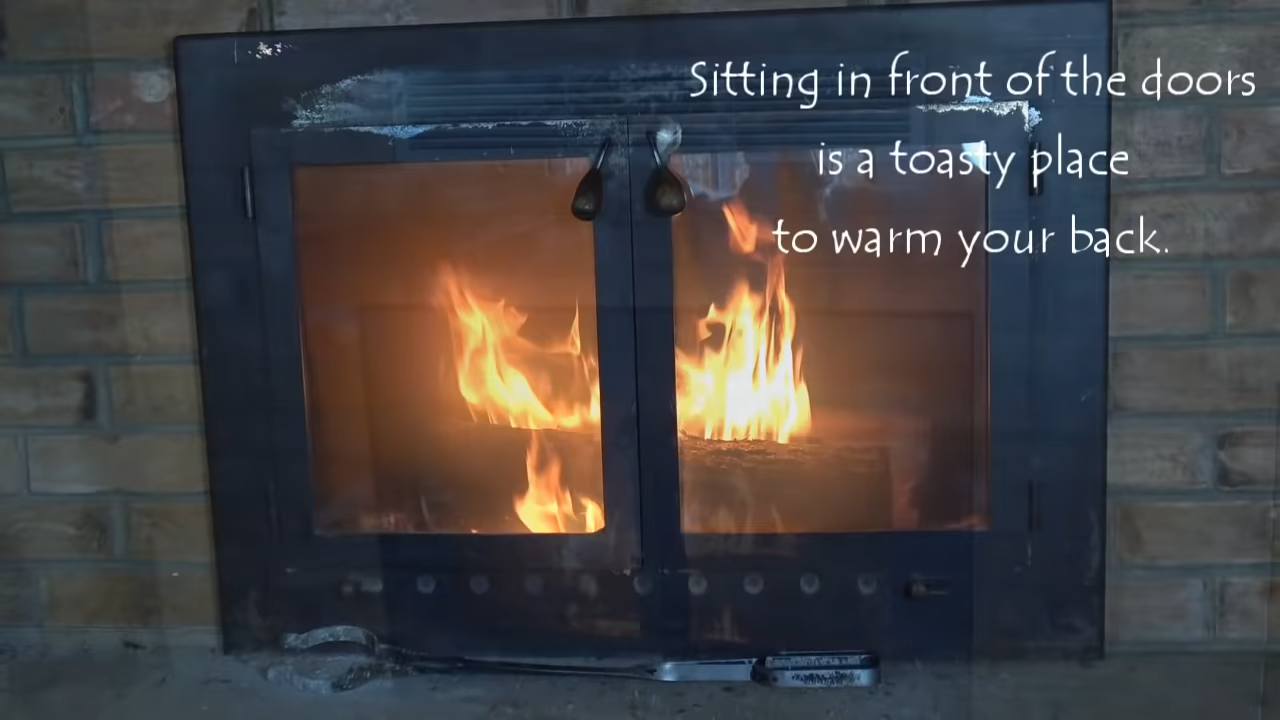 Sitting in front of the doors
is a toasty place
to warm your back.